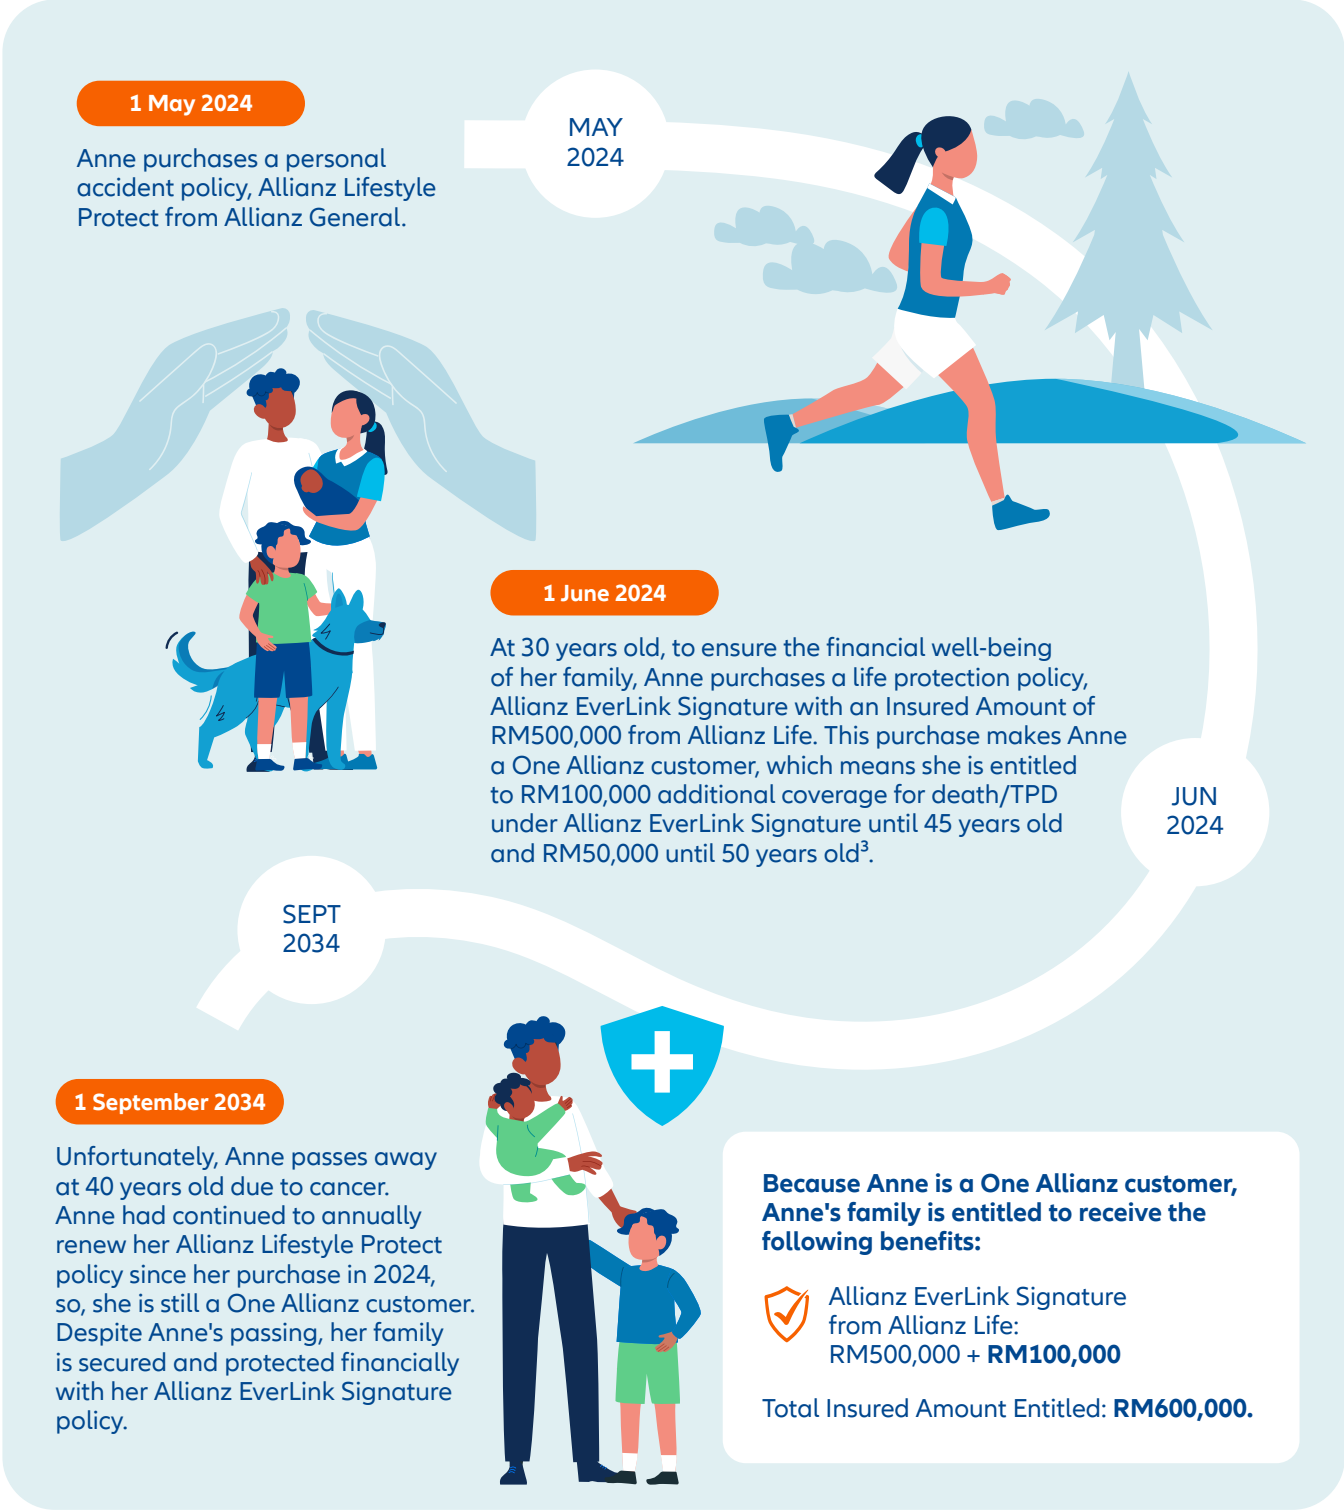 1 May 2024
Anne purchases a personal
accident policy, Allianz Lifestyle
Protect from Allianz General.
MAY
2024
1 June 2024
At 30 years old, to ensure the financial well-being
of her family, Anne purchases a life protection policy,
Allianz EverLink Signature with an Insured Amount of
RM500,000 from Allianz Life. This purchase makes Anne
a One Allianz customer, which means she is entitled
to RM100,000 additional coverage for death/TPD
under Allianz EverLink Signature until 45 years old
and RM50,000 until 50 years old³.
JUN
2024
SEPT
2034
1 September 2034
Unfortunately, Anne passes away
at 40 years old due to cancer.
Anne had continued to annually
renew her Allianz Lifestyle Protect
policy since her purchase in 2024,
so, she is still a One Allianz customer.
Despite Anne's passing, her family
is secured and protected financially
with her Allianz EverLink Signature
policy.
Because Anne is a One Allianz customer,
Anne's family is entitled to receive the
following benefits:
Allianz EverLink Signature
from Allianz Life:
RM500,000 + RM100,000
Total Insured Amount Entitled: RM600,000.